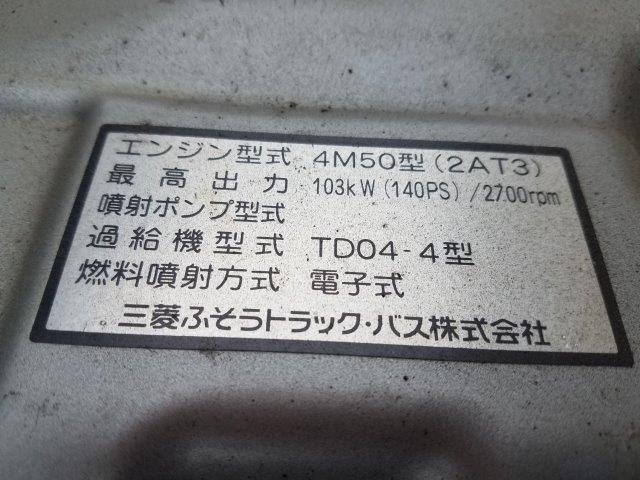 エンジン型式 4M50型(2AT3)
最高出力 103kW(140PS)/2700rpm
噴射ポンプ型式
過給機型式 TD04-4型
燃料噴射方式 電子式
三菱ふそうトラック・バス株式会社